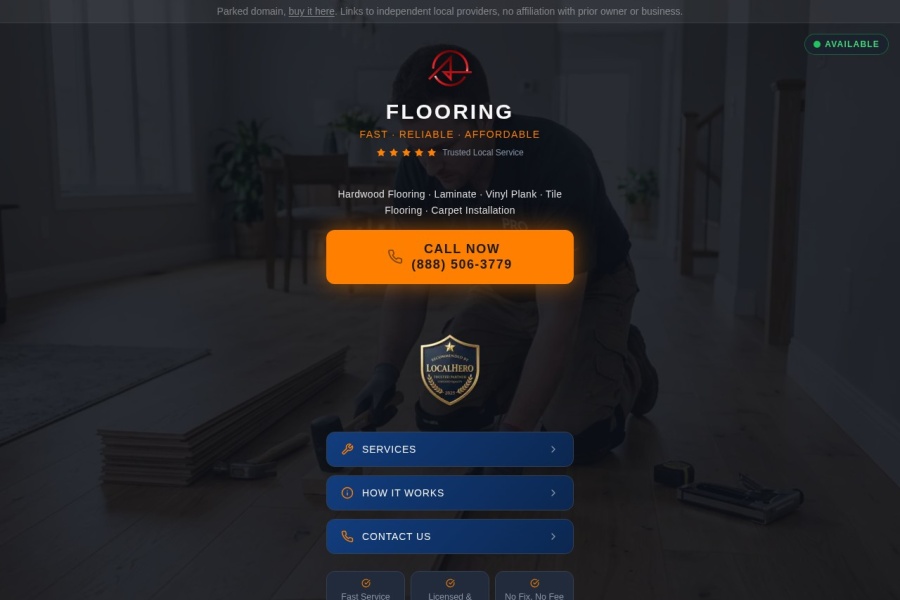 Parked domain, buy it here. Links to independent local providers, no affiliation with prior owner or business.
AVAILABLE
FLOORING
FAST · RELIABLE · AFFORDABLE
Trusted Local Service
Hardwood Flooring · Laminate · Vinyl Plank · Tile
Flooring · Carpet Installation
PRO
CALL NOW
(888) 506-3779
LOCALHERO
SERVICES
HOW IT WORKS
CONTACT US
Fast Service
Licensed &
No Fix, No Fee